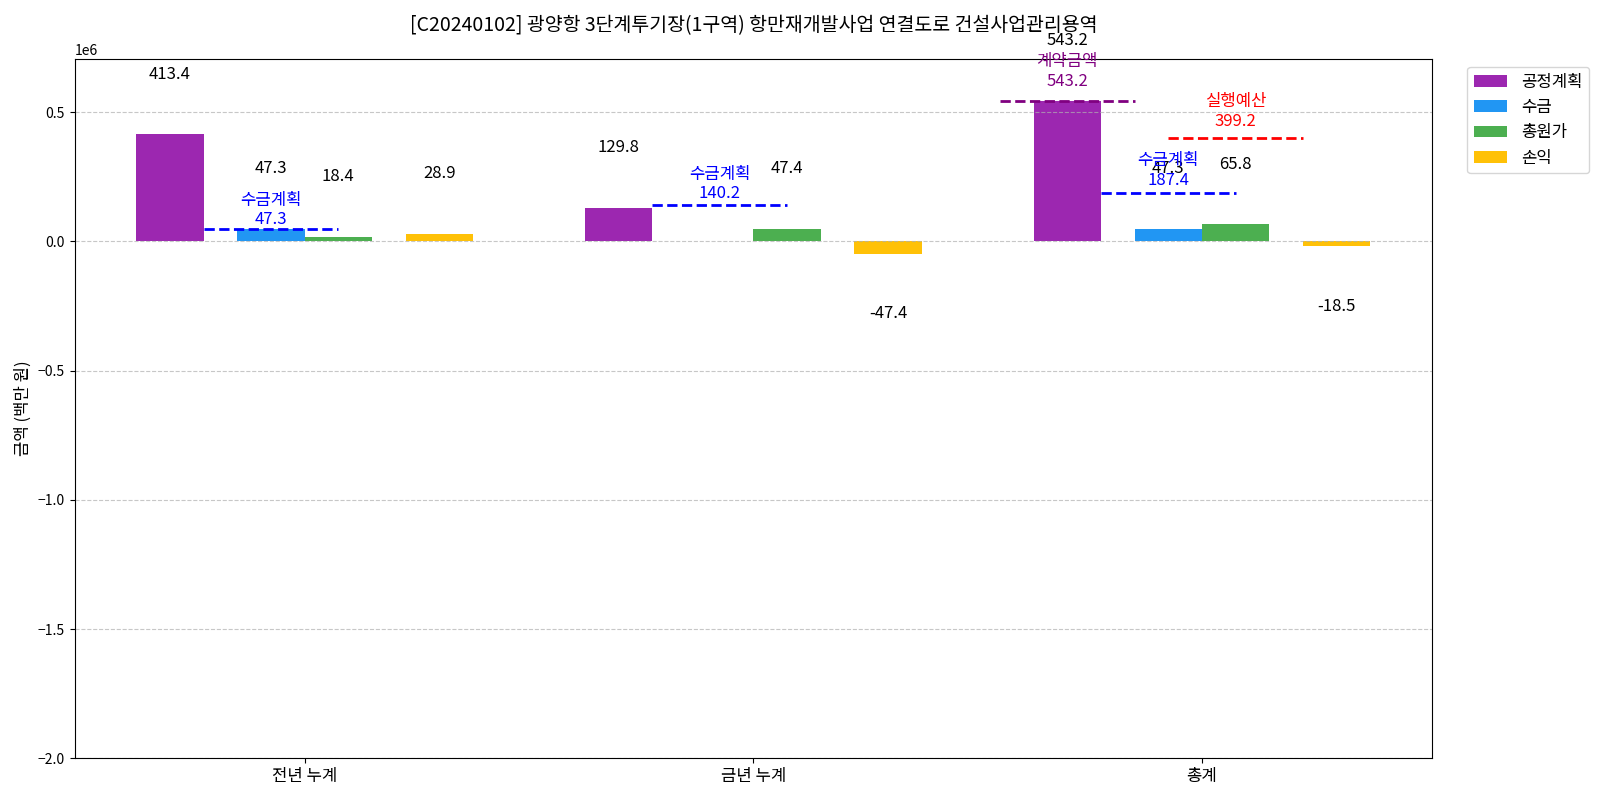 [C20240102] 광양항 3단계투기장(1구역) 항만재개발사업 연결도로 건설사업관리용역
1e6
543.2
계약금액
543.2
413.4
실행예산
399.2
129.8
47.3
18.4
28.9
수금계획
47.3
수금계획
140.2
47.4
수금계획
47.3
187.4
65.8
-47.4
-18.5
0.5
0.0
−0.5
−1.0
−1.5
−2.0
금액 (백만 원)
전년 누계
금년 누계
총계
공정계획
수금
총원가
손익